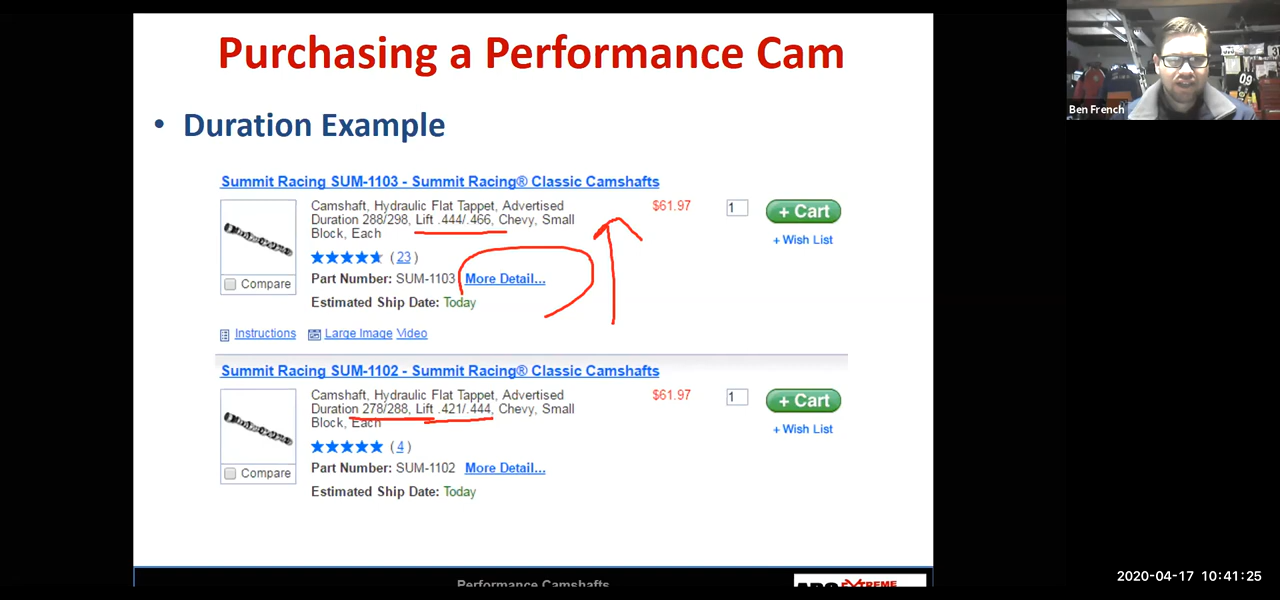 Purchasing a Performance Cam
• Duration Example
Summit Racing SUM-1103 - Summit Racing® Classic Camshafts
Camshaft, Hydraulic Flat Tappet, Advertised
Duration 288/298, Lift .444/.466, Chevy, Small
Block, Each
$61.97
1
+ Cart
+ Wish List
(23)
Compare
Part Number: SUM-1103 More Detail...
Estimated Ship Date: Today
Instructions Large Image Video
Summit Racing SUM-1102 - Summit Racing® Classic Camshafts
Camshaft, Hydraulic Flat Tappet, Advertised
Duration 278/288, Lift .421/.444, Chevy, Small
Block, Each
$61.97
1
+ Cart
+ Wish List
(4)
Compare
Part Number: SUM-1102 More Detail...
Estimated Ship Date: Today
Performance Camshafts
EXTREME
Ben French
09
2020-04-17 10:41:25